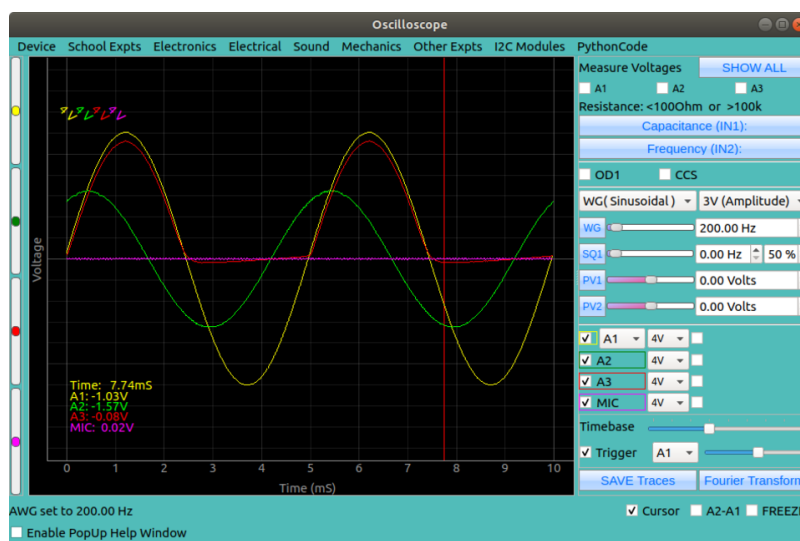 Oscilloscope
Device School Expts Electronics Electrical Sound Mechanics Other Expts I2C Modules PythonCode
Measure Voltages SHOW ALL
A1 A2 A3
Resistance: <100Ohm or >100k
Capacitance (IN1):
Frequency (IN2):
OD1 CCS
WG( Sinusoidal ) 3V (Amplitude)
WG 200.00 Hz
SQ1 0.00 Hz 50 %
PV1 0.00 Volts
PV2 0.00 Volts
A1 4V
A2 4V
A3 4V
MIC 4V
Timebase
Trigger A1
SAVE Traces Fourier Transform
Voltage
Time: 7.74mS
A1: -1.03V
A2: -1.57V
A3: -0.08V
MIC: 0.02V
0 1 2 3 4 5 6 7 8 9 10
Time (mS)
AWG set to 200.00 Hz
Cursor A2-A1 FREEZE
Enable PopUp Help Window